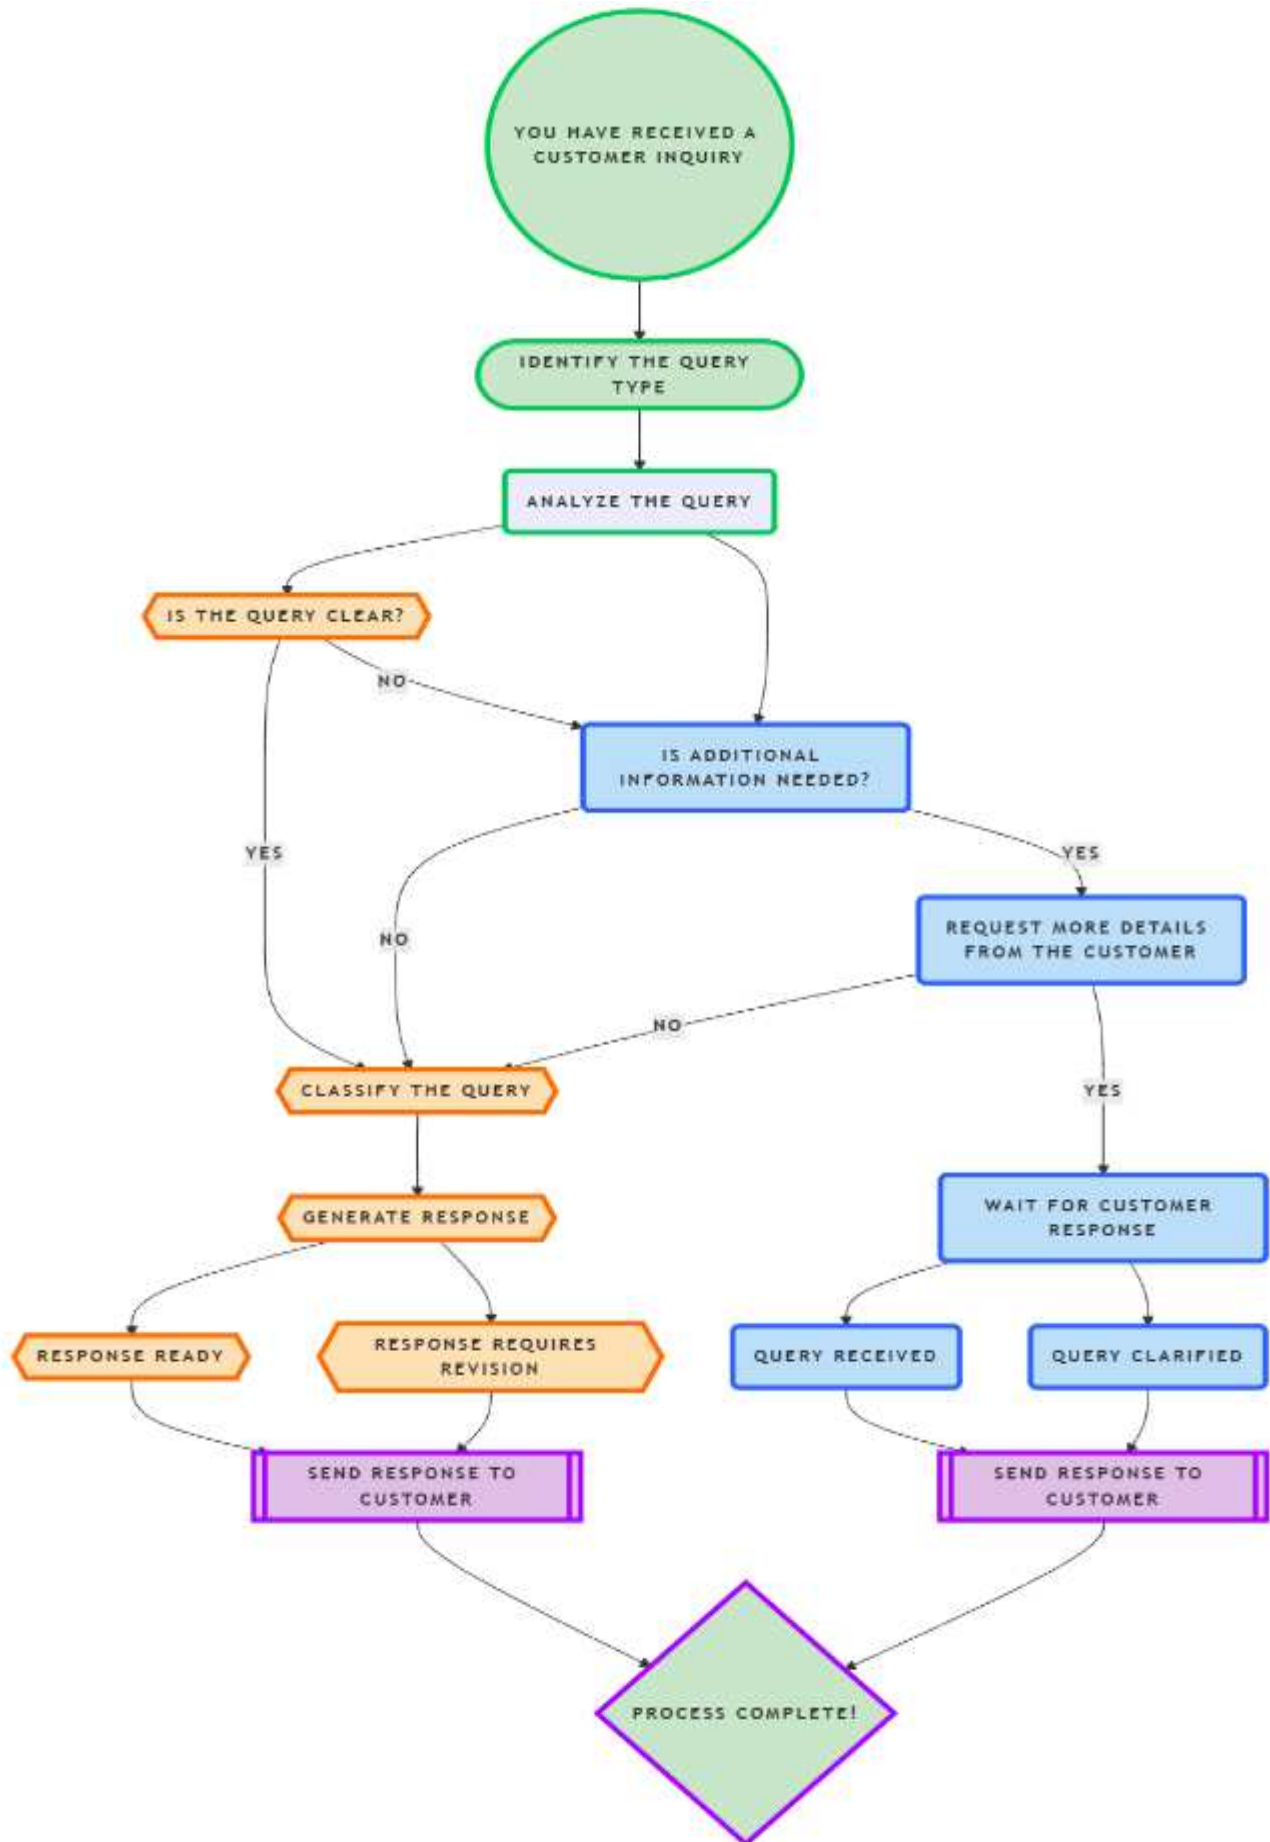 YOU HAVE RECEIVED A
CUSTOMER INQUIRY
IDENTIFY THE QUERY
TYPE
ANALYZE THE QUERY
IS THE QUERY CLEAR?
NO
IS ADDITIONAL
INFORMATION NEEDED?
YES
YES
NO
REQUEST MORE DETAILS
FROM THE CUSTOMER
NO
CLASSIFY THE QUERY
YES
GENERATE RESPONSE
WAIT FOR CUSTOMER
RESPONSE
RESPONSE READY
RESPONSE REQUIRES
REVISION
QUERY RECEIVED
QUERY CLARIFIED
SEND RESPONSE TO
CUSTOMER
SEND RESPONSE TO
CUSTOMER
PROCESS COMPLETE!